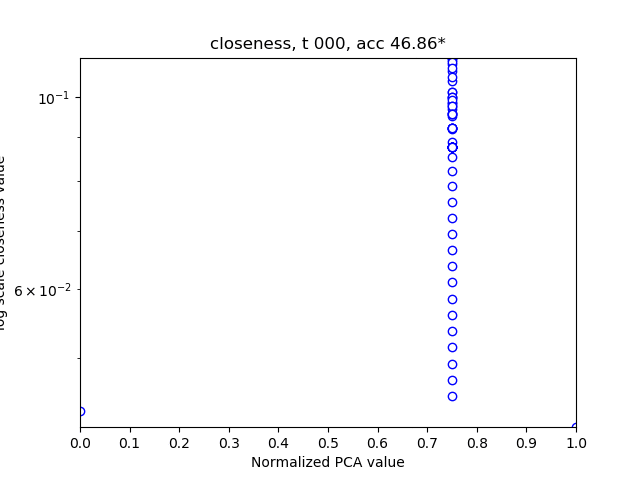 closeness, t 000, acc 46.86*
10⁻¹
6 × 10⁻²
log scale closeness value
0.0 0.1 0.2 0.3 0.4 0.5 0.6 0.7 0.8 0.9 1.0
Normalized PCA value